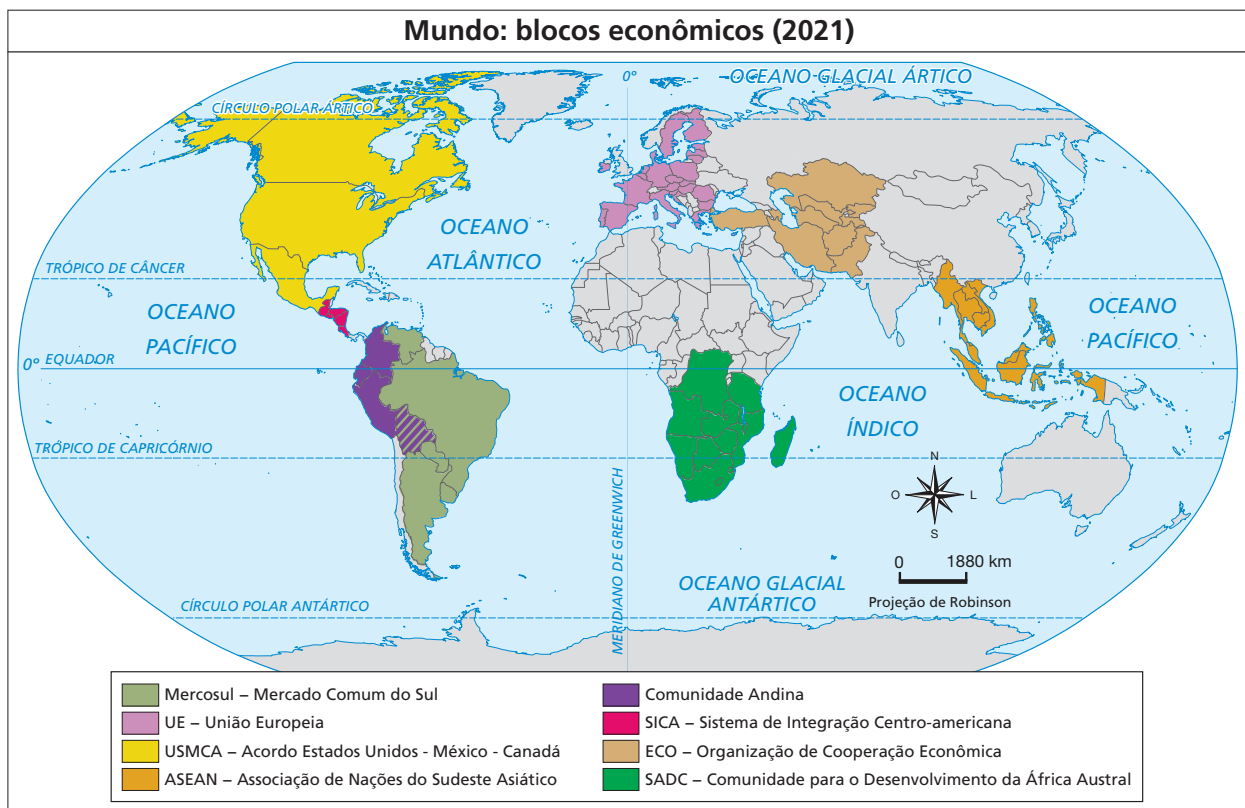 Mundo: blocos econômicos (2021)
0º
OCEANO GLACIAL ÁRTICO
CÍRCULO POLAR ÁRTICO
OCEANO
ATLÂNTICO
TRÓPICO DE CÂNCER
OCEANO
PACÍFICO
OCEANO
PACÍFICO
0º
EQUADOR
OCEANO
ÍNDICO
TRÓPICO DE CAPRICÓRNIO
N
O
L
S
MERIDIANO DE GREENWICH
0
1880 km
Projeção de Robinson
OCEANO GLACIAL
ANTÁRTICO
CÍRCULO POLAR ANTÁRTICO
Mercosul – Mercado Comum do Sul
UE – União Europeia
USMCA – Acordo Estados Unidos - México - Canadá
ASEAN – Associação de Nações do Sudeste Asiático
Comunidade Andina
SICA – Sistema de Integração Centro-americana
ECO – Organização de Cooperação Econômica
SADC – Comunidade para o Desenvolvimento da África Austral